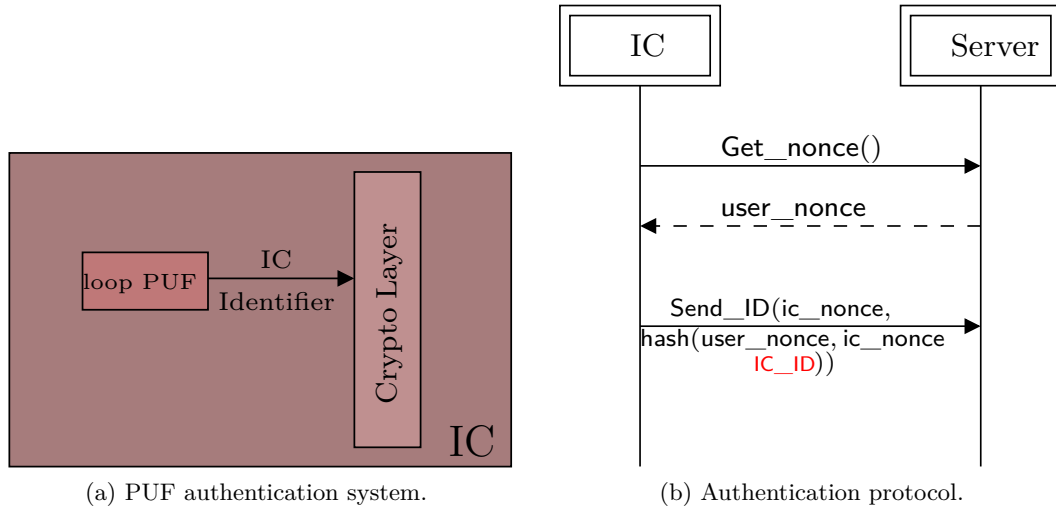 loop PUF
IC
Identifier
Crypto Layer
IC
(a) PUF authentication system.
IC
Server
Get__nonce()
user__nonce
Send__ID(ic_nonce,
hash(user__nonce, ic__nonce
IC__ID))
(b) Authentication protocol.